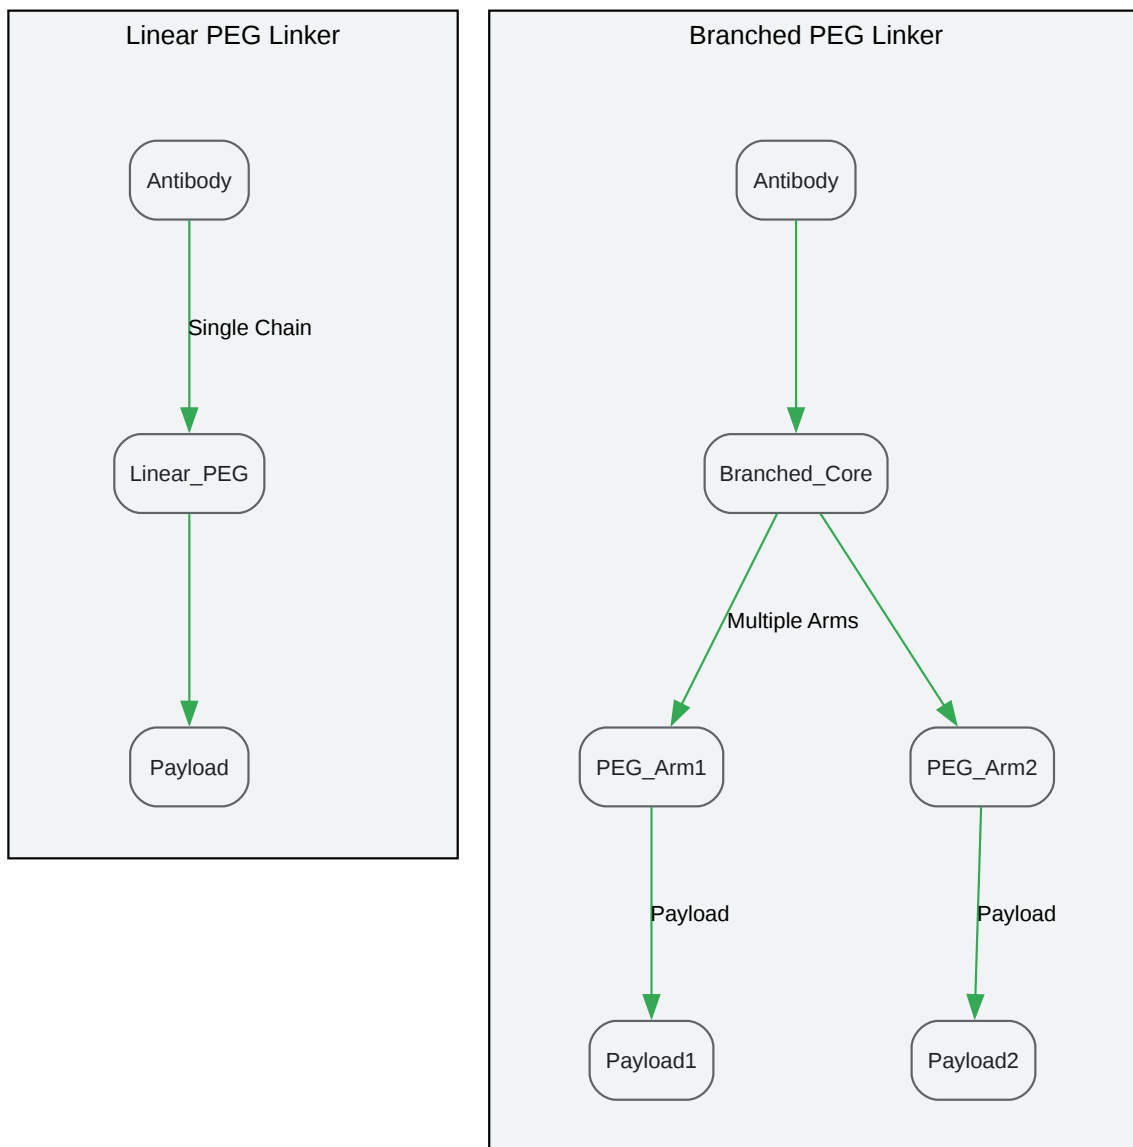 Linear PEG Linker
Antibody
Single Chain
Linear_PEG
Payload
Branched PEG Linker
Antibody
Branched_Core
Multiple Arms
PEG_Arm1
PEG_Arm2
Payload
Payload
Payload1
Payload2